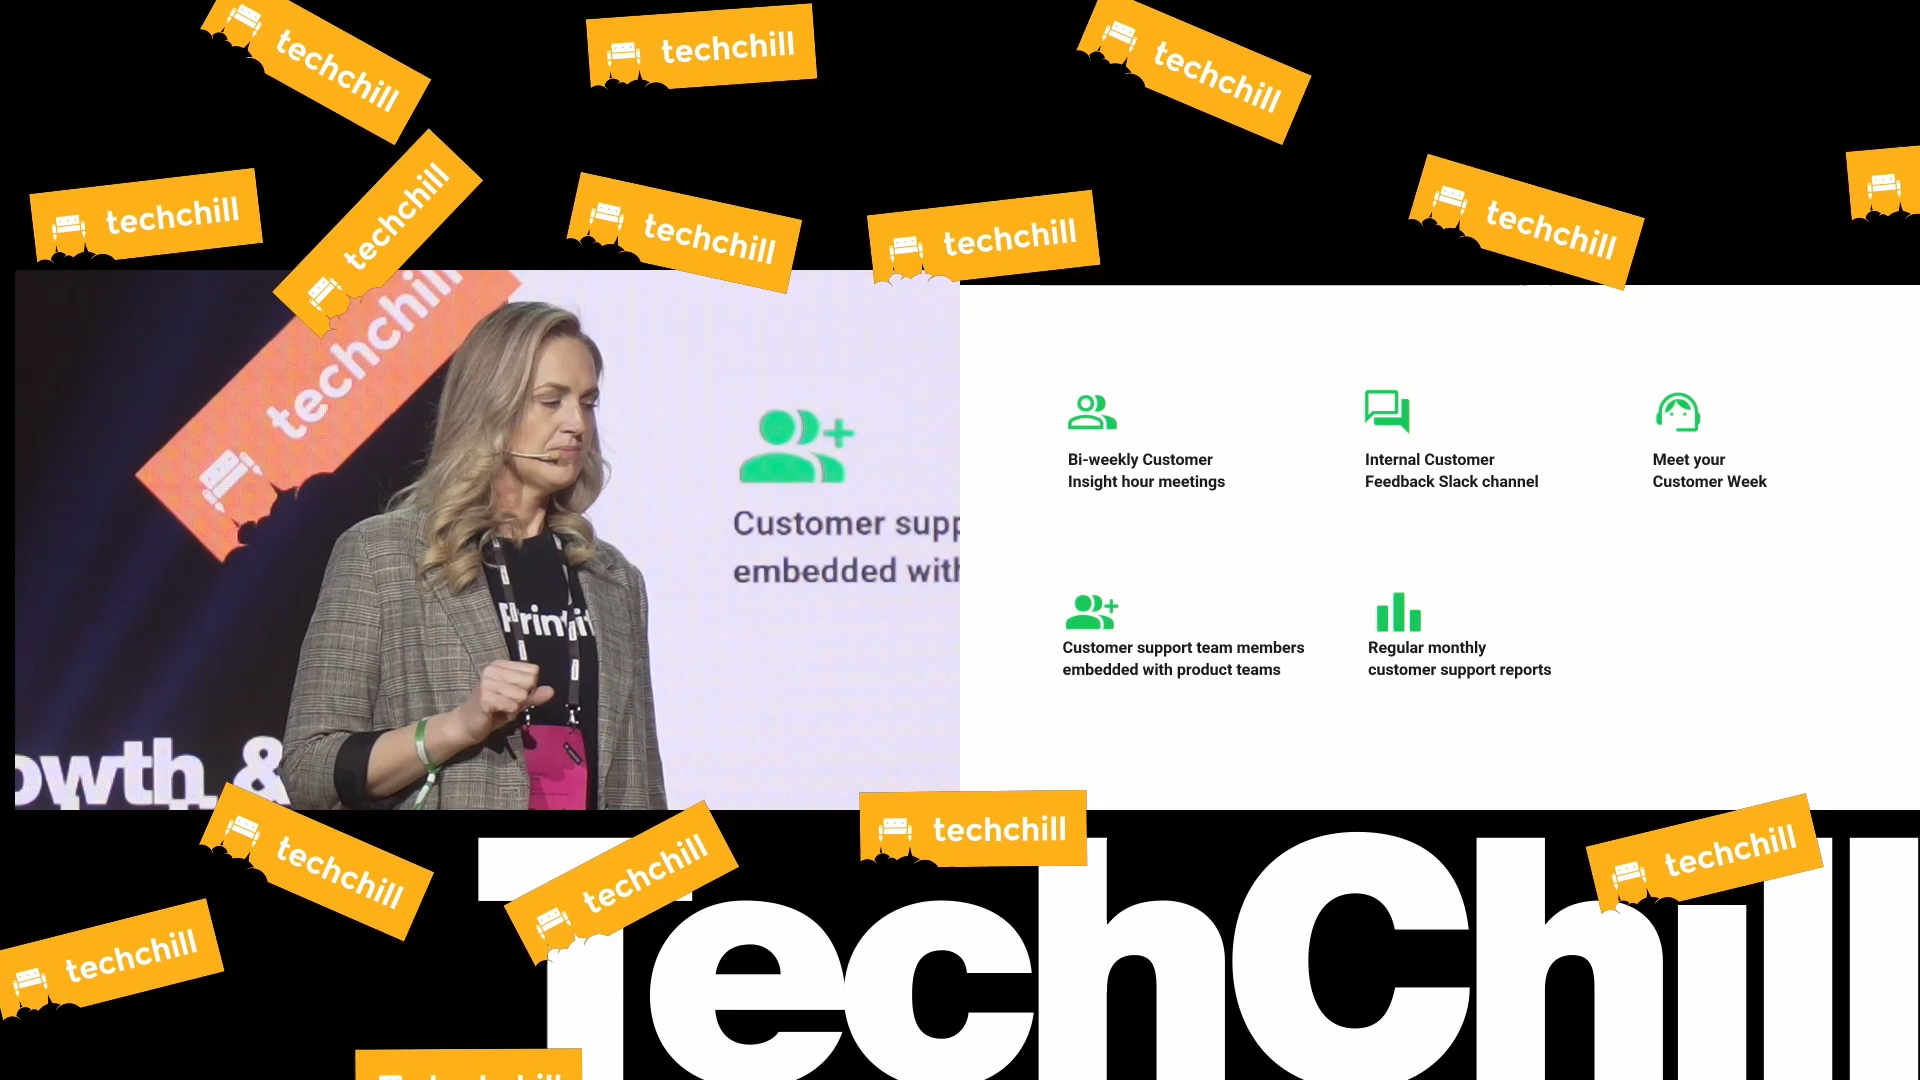 techchill
techchill
techchill
techchill
techchill
techchill
techchill
techchill
techchill
Customer supp
embedded with
Printit
owth &
Bi-weekly Customer
Insight hour meetings
Internal Customer
Feedback Slack channel
Meet your
Customer Week
Customer support team members
embedded with product teams
Regular monthly
customer support reports
techchill
techchill
techchill
techchill
techchill
TechChill